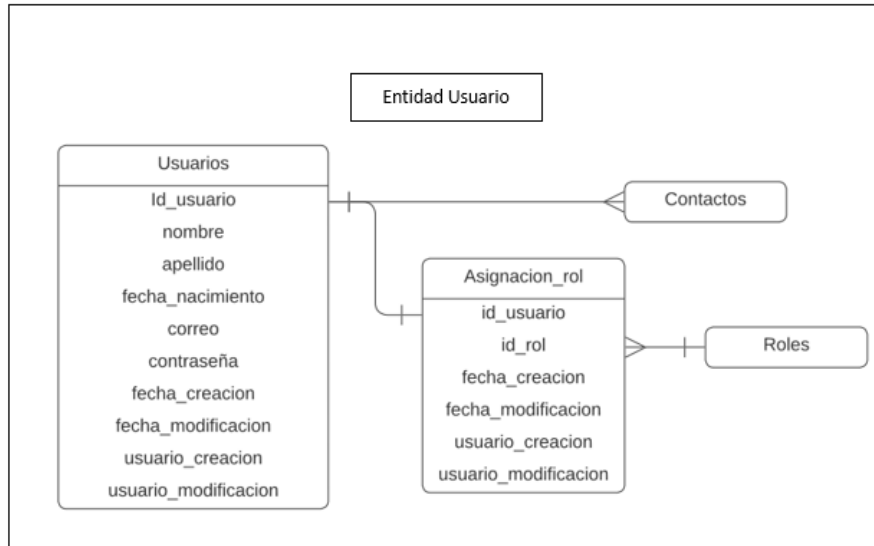 Entidad Usuario
Usuarios
Id_usuario
nombre
apellido
fecha_nacimiento
correo
contraseña
fecha_creacion
fecha_modificacion
usuario_creacion
usuario_modificacion
Contactos
Asignacion_rol
id_usuario
id_rol
fecha_creacion
fecha_modificacion
usuario_creacion
usuario_modificacion
Roles